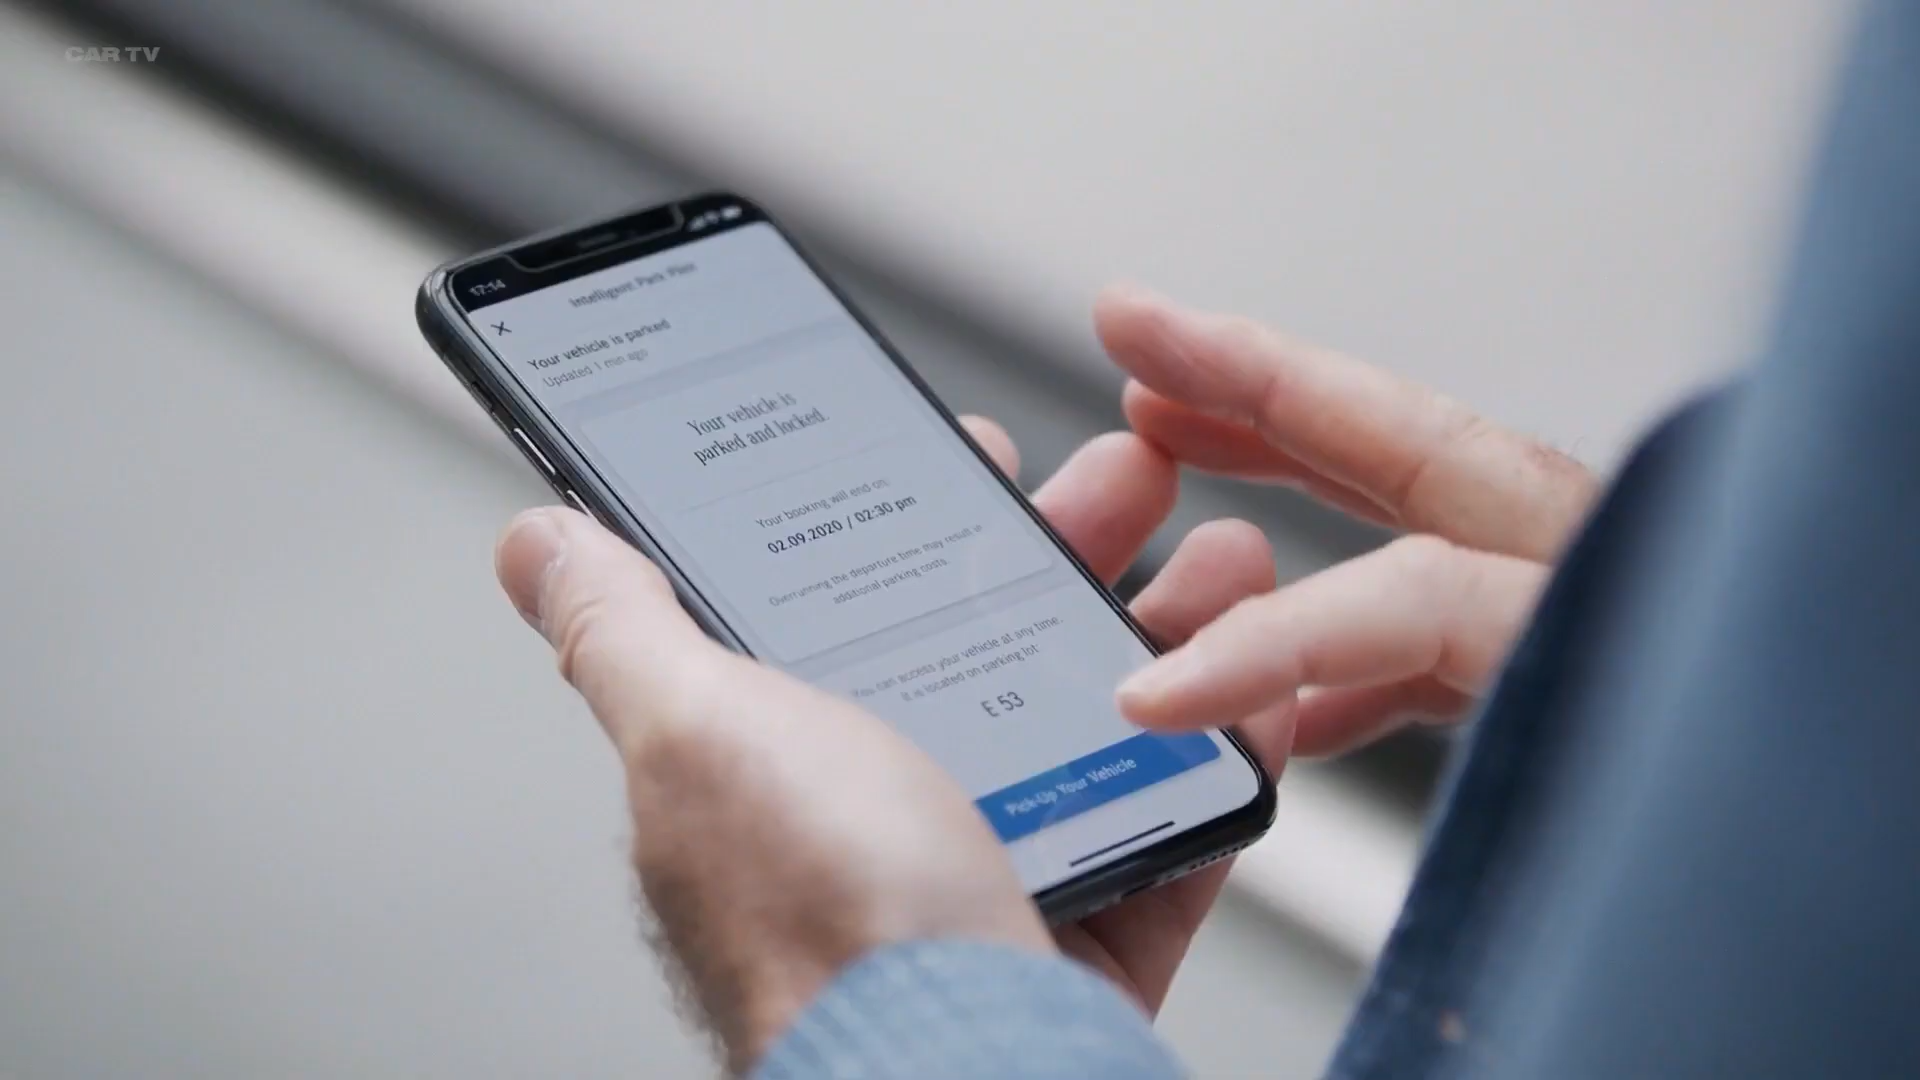 CAR TV
17:14
Intelligent Park Pilot
Your vehicle is parked
Updated 1 min ago
Your vehicle is
parked and locked.
Your booking will end on:
02.09.2020 / 02:30 pm
Overrunning the departure time may result in
additional parking costs.
You can access your vehicle at any time.
It is located on parking lot:
E 53
Pick-Up Your Vehicle